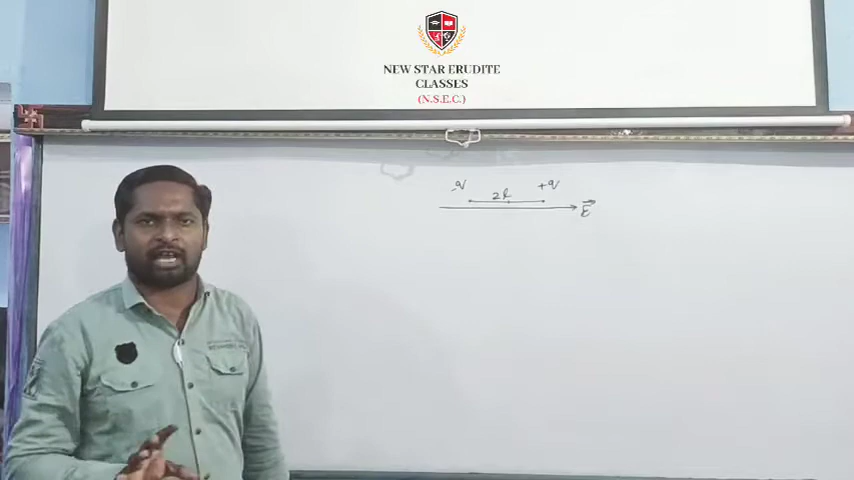 NEW STAR ERUDITE
CLASSES
(N.S.E.C.)
-q 2l +q
E